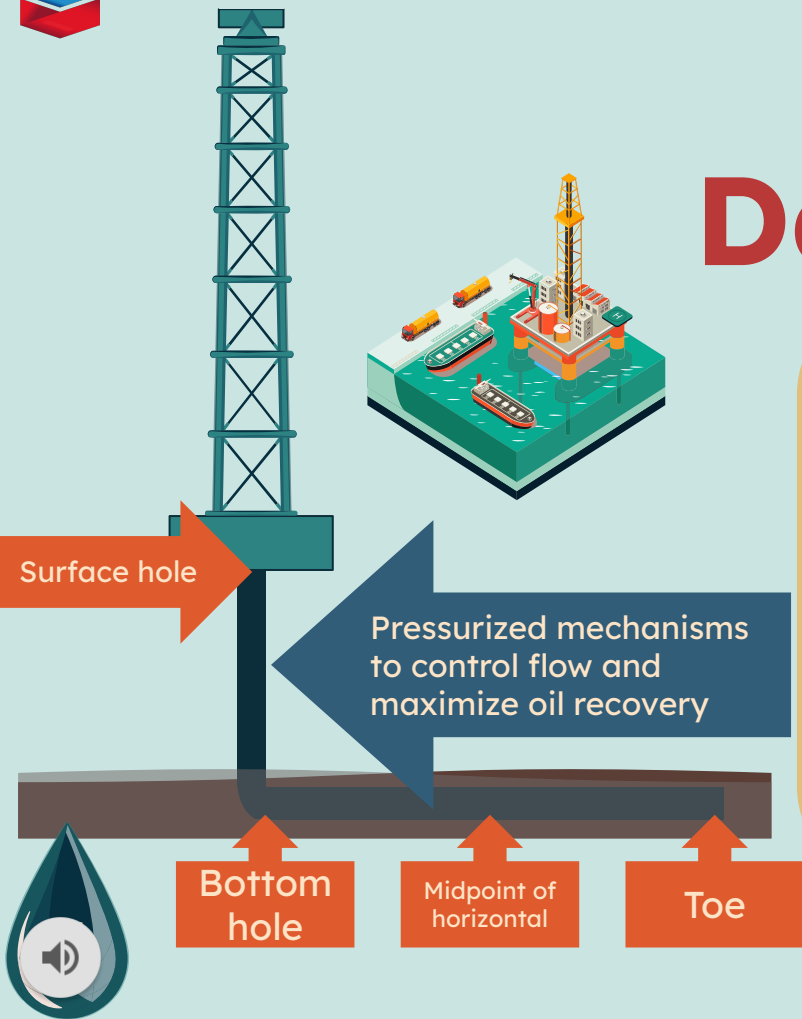 Surface hole
Pressurized mechanisms
to control flow and
maximize oil recovery
Bottom
hole
Midpoint of
horizontal
Toe